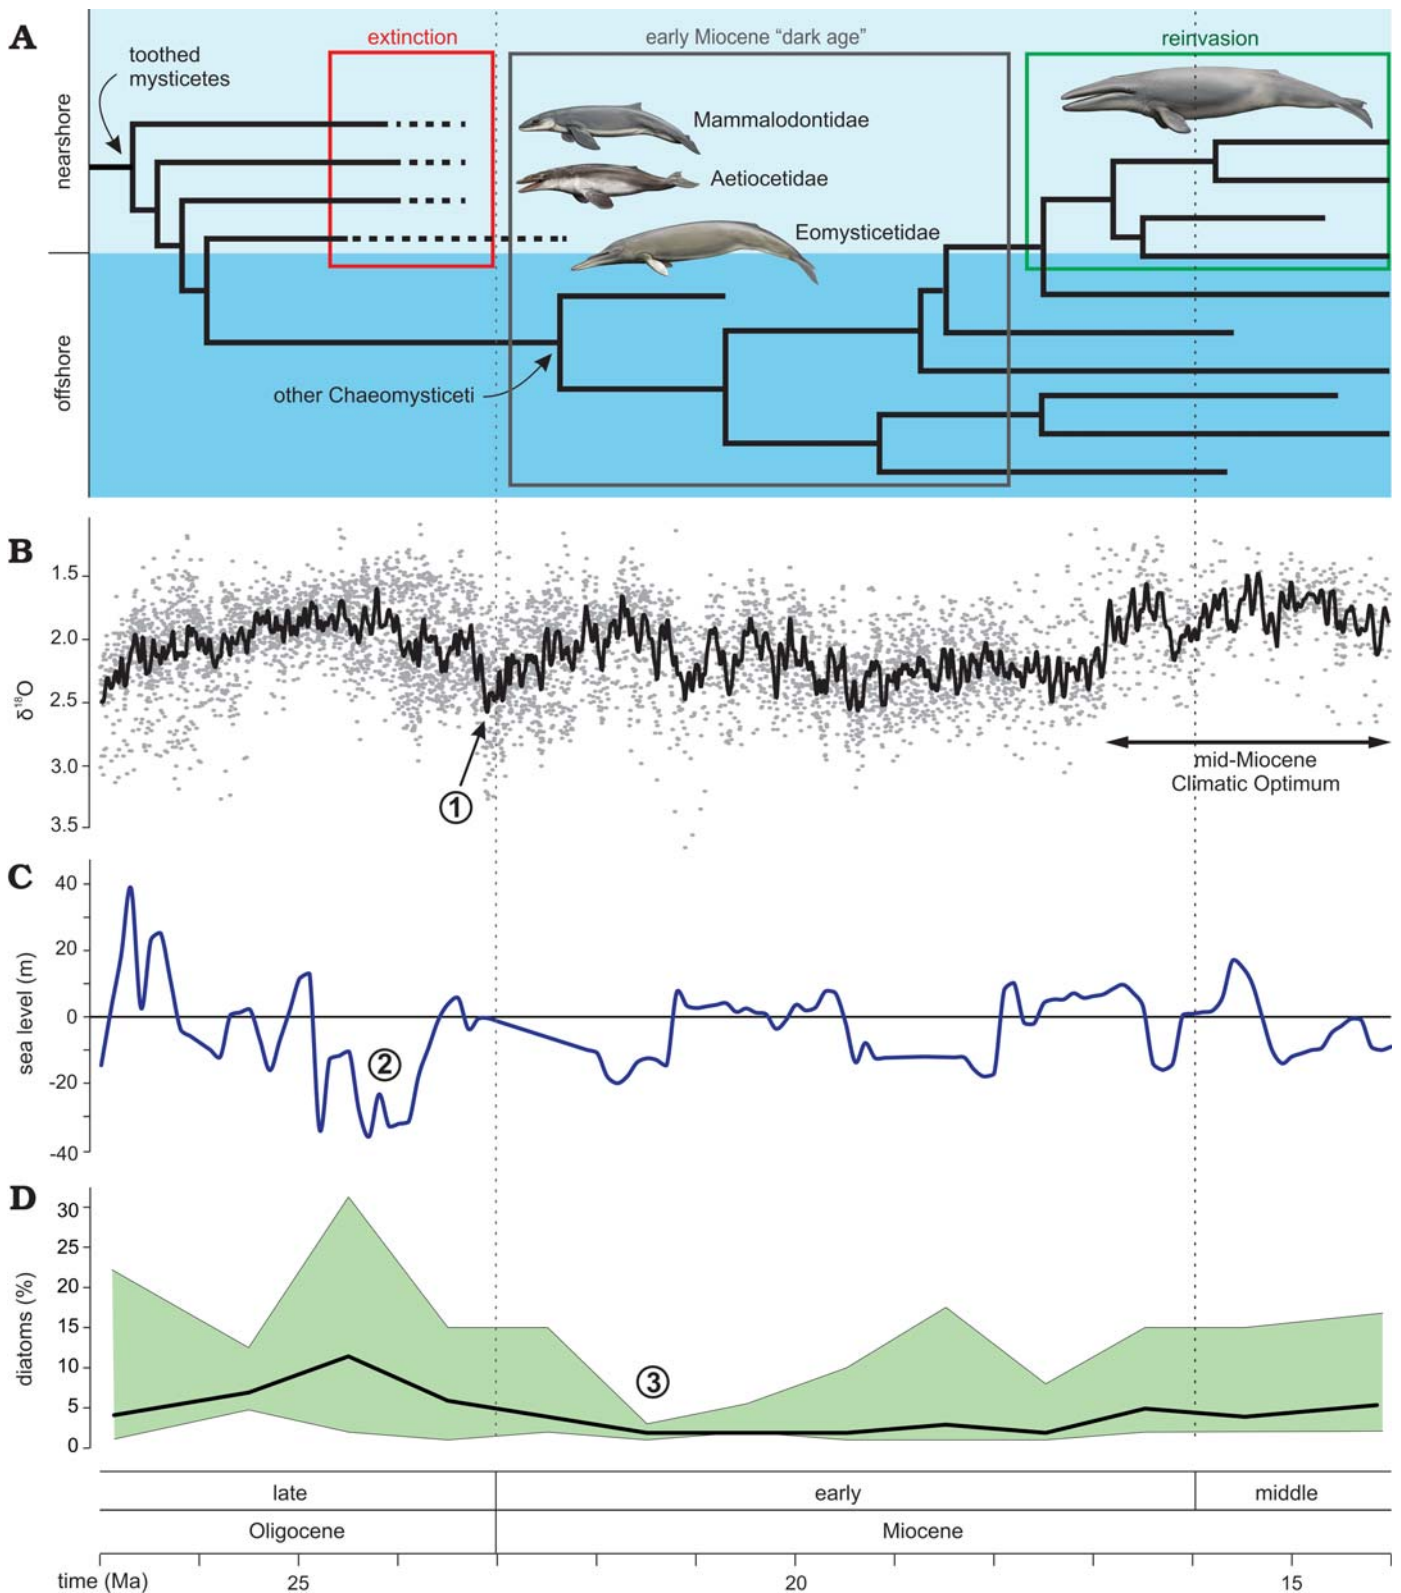 A
extinction
early Miocene "dark age"
reinvasion
toothed
mysticetes
Mammalodontidae
Aetiocetidae
Eomysticetidae
other Chaeomysticeti
nearshore
offshore
B
1.5
2.0
2.5
3.0
3.5
δ¹⁸O
1
mid-Miocene
Climatic Optimum
C
40
20
0
-20
-40
sea level (m)
2
D
30
25
20
15
10
5
0
diatoms (%)
3
late
early
middle
Oligocene
Miocene
time (Ma)
25
20
15